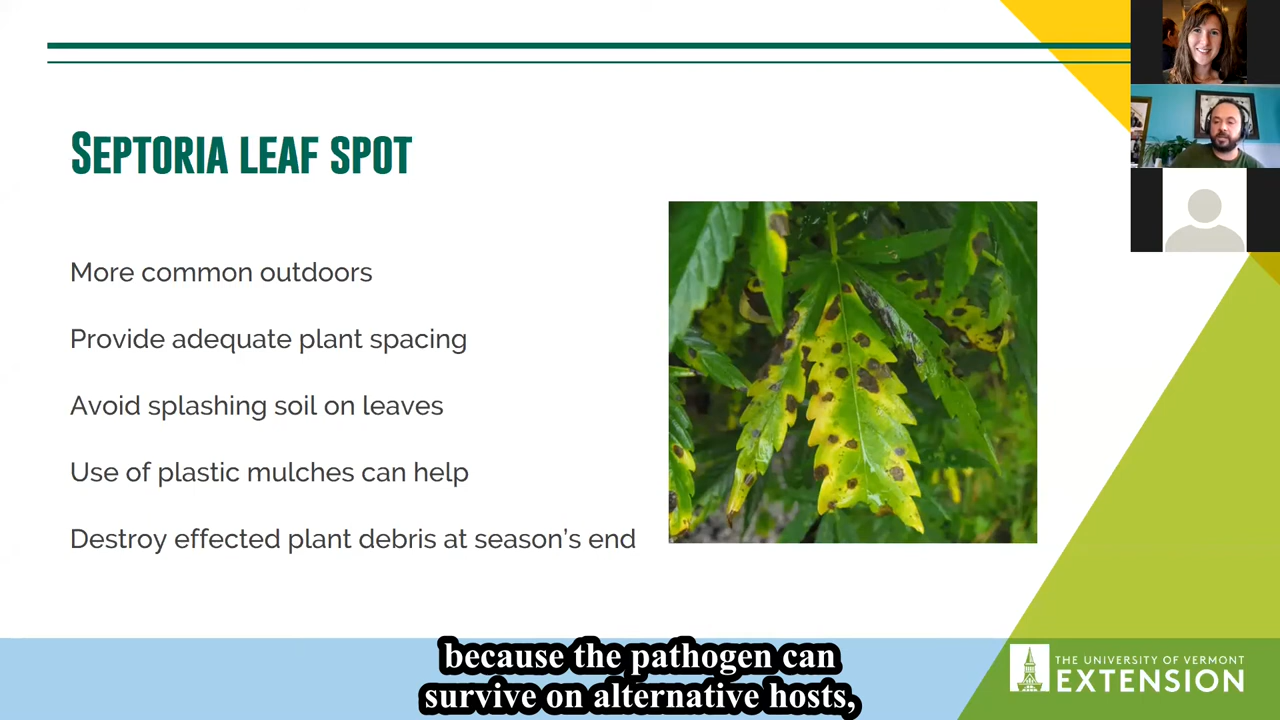 SEPTORIA LEAF SPOT
More common outdoors
Provide adequate plant spacing
Avoid splashing soil on leaves
Use of plastic mulches can help
Destroy effected plant debris at season’s end
because the pathogen can
survive on alternative hosts,
THE UNIVERSITY OF VERMONT
EXTENSION